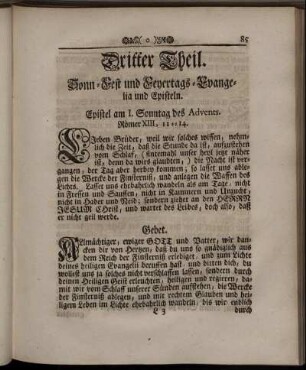 o 85
Dritter Theil.
Sonn-Fest und Feyertags-Evange-
lia und Episteln.
Epistel am I. Sonntag des Advents.
Römer XIII, 11--14.
Lieben Brüder, weil wir solches wissen, nehm-
lich die Zeit, daß die Stunde da ist, aufzustehen
vom Schlaf, (sintemahl unser heyl jetzt näher
ist, denn da wirs glaubten,) die Nacht ist ver-
gangen, der Tag aber herbey kommen; so lasset uns able-
gen die Wercke der Finsterniß, und anlegen die Waffen des
Lichtes. Lasset uns ehrbarlich wandeln als am Tage, nicht
in Fressen und Sauffen, nicht in Kammern und Unzucht,
nicht in Hader und Neid; sondern ziehet an den HERRN
JESUM Christ, und wartet des Leibes, doch also, daß
er nicht geil werde.
Gebet.
Allmächtiger, ewiger GOTT und Vatter, wir dan-
cken dir von Hertzen, daß du uns so gnädiglich aus
dem Reich der Finsterniß erlediget, und zum Licht
deines heiligen Evangelii beruffen hast, und bitten dich, du
wollest uns ja solches nicht verschlaffen lassen, sondern durch
deinen Heiligen Geist erleuchten, heiligen und regieren, da-
mit wir vom Schlaff unserer Sünden aufstehen, die Wercke
der Finsterniß ablegen, und mit rechtem Glauben und hei-
ligem Leben im Licht ehrbarlich wandeln, bis wir endlich
durch